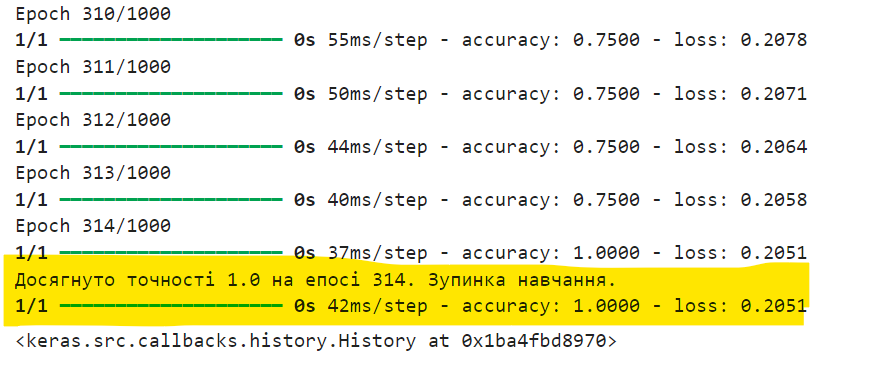 Epoch 310/1000
1/1 ━━━━━━━━━━━━━━━━━━━━ 0s 55ms/step - accuracy: 0.7500 - loss: 0.2078
Epoch 311/1000
1/1 ━━━━━━━━━━━━━━━━━━━━ 0s 50ms/step - accuracy: 0.7500 - loss: 0.2071
Epoch 312/1000
1/1 ━━━━━━━━━━━━━━━━━━━━ 0s 44ms/step - accuracy: 0.7500 - loss: 0.2064
Epoch 313/1000
1/1 ━━━━━━━━━━━━━━━━━━━━ 0s 40ms/step - accuracy: 0.7500 - loss: 0.2058
Epoch 314/1000
1/1 ━━━━━━━━━━━━━━━━━━━━ 0s 37ms/step - accuracy: 1.0000 - loss: 0.2051
Досягнуто точності 1.0 на епосі 314. Зупинка навчання.
1/1 ━━━━━━━━━━━━━━━━━━━━ 0s 42ms/step - accuracy: 1.0000 - loss: 0.2051
<keras.src.callbacks.history.History at 0x1ba4fbd8970>